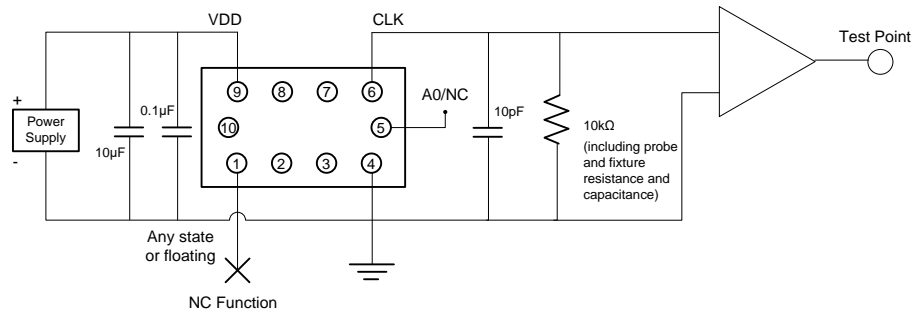 VDD
CLK
Test Point
+
Power
Supply
-
10µF
0.1µF
9
8
7
6
10
5
1
2
3
4
A0/NC
10pF
10kΩ
(including probe
and fixture
resistance and
capacitance)
Any state
or floating
NC Function